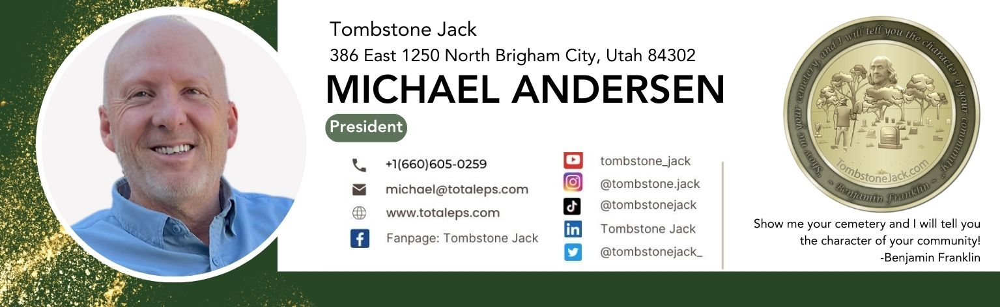 Tombstone Jack
386 East 1250 North Brigham City, Utah 84302
MICHAEL ANDERSEN
President
+1(660)605-0259
michael@totaleps.com
www.totaleps.com
Fanpage: Tombstone Jack
tombstone_jack
@tombstone.jack
@tombstonejack
Tombstone Jack
@tombstonejack_
"Show me your cemetery, and I will tell you the character of your community."
~ Benjamin Franklin ~
TombstoneJack.com
Show me your cemetery and I will tell you
the character of your community!
-Benjamin Franklin